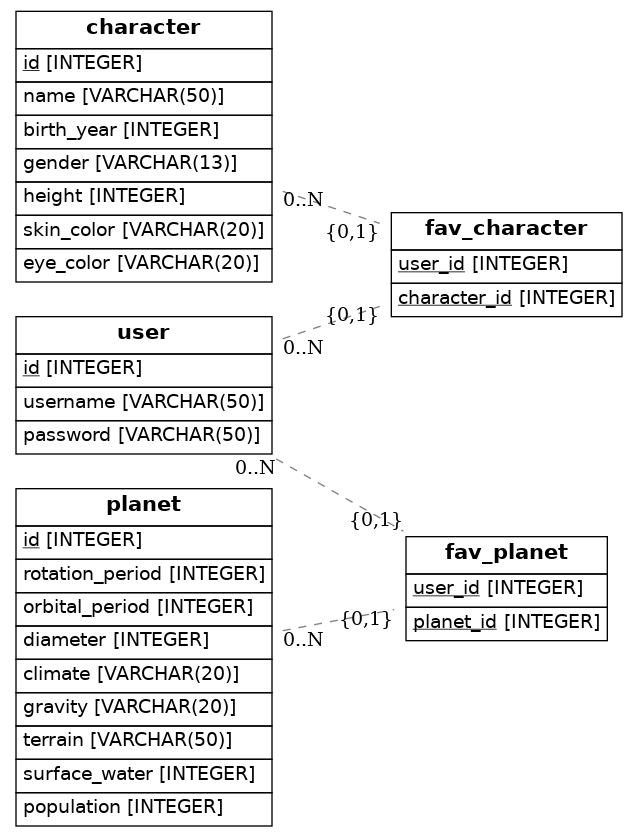 character
id [INTEGER]
name [VARCHAR(50)]
birth_year [INTEGER]
gender [VARCHAR(13)]
height [INTEGER]
skin_color [VARCHAR(20)]
eye_color [VARCHAR(20)]
0..N
{0,1}
fav_character
user_id [INTEGER]
character_id [INTEGER]
user
id [INTEGER]
username [VARCHAR(50)]
password [VARCHAR(50)]
{0,1}
0..N
0..N
{0,1}
planet
id [INTEGER]
rotation_period [INTEGER]
orbital_period [INTEGER]
diameter [INTEGER]
climate [VARCHAR(20)]
gravity [VARCHAR(20)]
terrain [VARCHAR(50)]
surface_water [INTEGER]
population [INTEGER]
0..N
{0,1}
fav_planet
user_id [INTEGER]
planet_id [INTEGER]